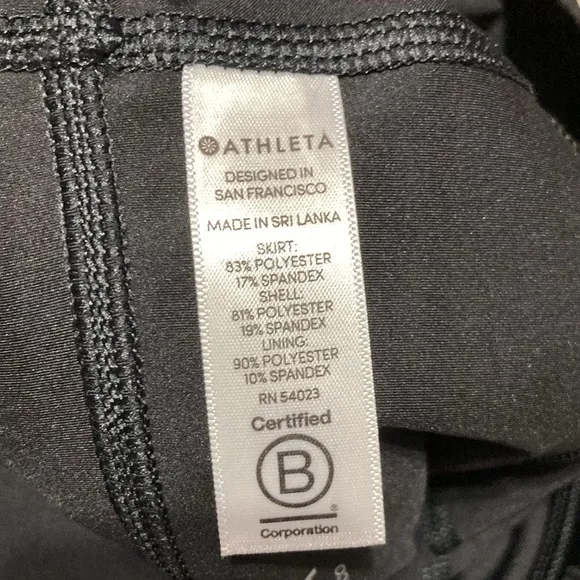 ATHLETA
DESIGNED IN
SAN FRANCISCO
MADE IN SRI LANKA
SKIRT:
83% POLYESTER
17% SPANDEX
SHELL:
81% POLYESTER
19% SPANDEX
LINING:
90% POLYESTER
10% SPANDEX
RN 54023
Certified
B
Corporation